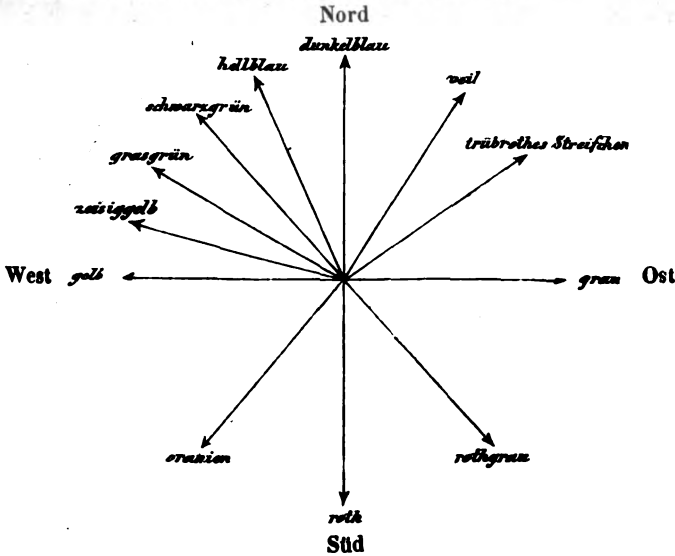 Nord
dunkelblau
hellblau
veil
schwarzgrün
trübrothes Streifchen
grasgrün
zeisiggelb
West gelb
grau Ost
oranien
rothgrau
roth
Süd